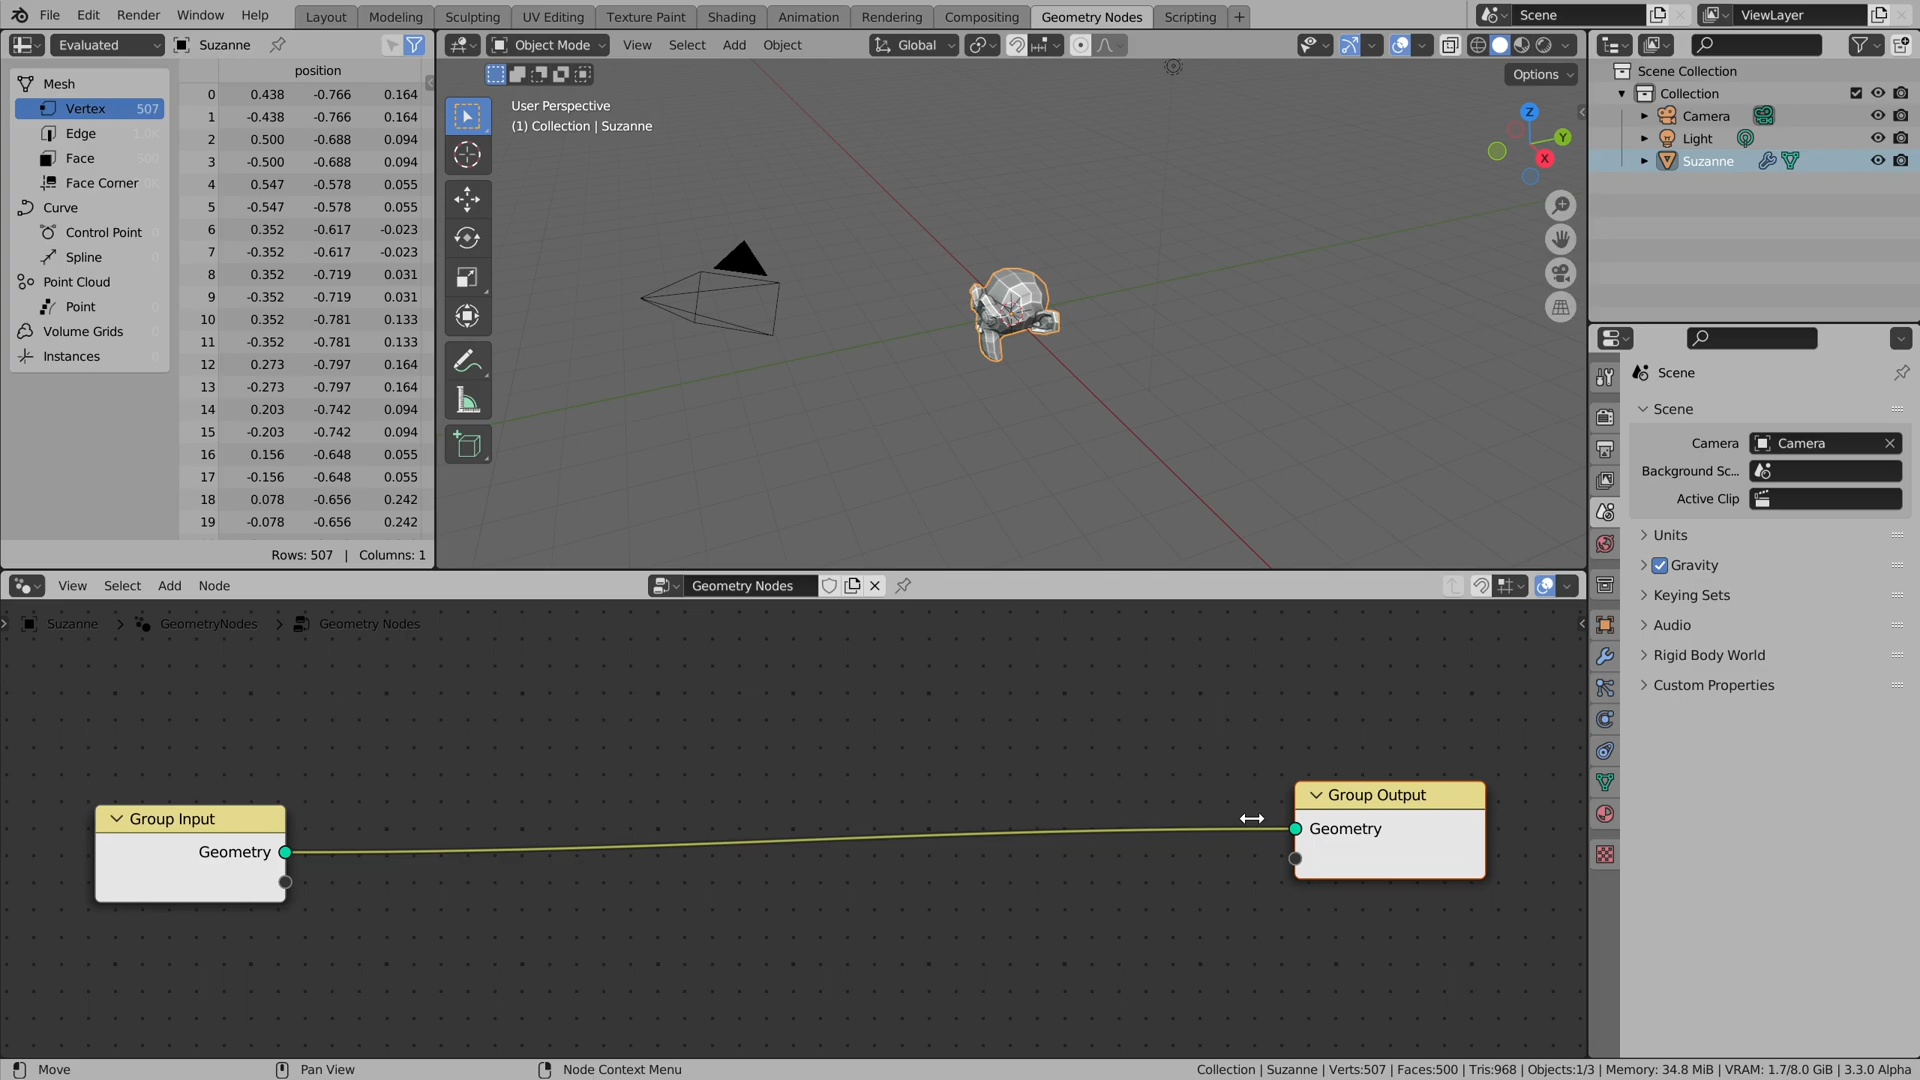 File Edit Render Window Help Layout Modeling Sculpting UV Editing Texture Paint Shading Animation Rendering Compositing Geometry Nodes Scripting + Scene ViewLayer
Evaluated Suzanne
Object Mode View Select Add Object Global
Options
Mesh
Vertex 507
Edge 1.0K
Face 500
Face Corner
Curve
Control Point 0
Spline 0
Point Cloud
Point 0
Volume Grids 0
Instances 0
position
0 0.438 -0.766 0.164
1 -0.438 -0.766 0.164
2 0.500 -0.688 0.094
3 -0.500 -0.688 0.094
4 0.547 -0.578 0.055
5 -0.547 -0.578 0.055
6 0.352 -0.617 -0.023
7 -0.352 -0.617 -0.023
8 0.352 -0.719 0.031
9 -0.352 -0.719 0.031
10 0.352 -0.781 0.133
11 -0.352 -0.781 0.133
12 0.273 -0.797 0.164
13 -0.273 -0.797 0.164
14 0.203 -0.742 0.094
15 -0.203 -0.742 0.094
16 0.156 -0.648 0.055
17 -0.156 -0.648 0.055
18 0.078 -0.656 0.242
19 -0.078 -0.656 0.242
Rows: 507 | Columns: 1
User Perspective
(1) Collection | Suzanne
Z
Y
X
Scene Collection
Collection
Camera
Light
Suzanne
Scene
Scene
Camera Camera
Background Sc...
Active Clip
Units
Gravity
Keying Sets
Audio
Rigid Body World
Custom Properties
View Select Add Node Geometry Nodes
Suzanne > GeometryNodes > Geometry Nodes
Group Input
Geometry
Group Output
Geometry
Move Pan View Node Context Menu Collection | Suzanne | Verts:507 | Faces:500 | Tris:968 | Objects:1/3 | Memory: 34.8 MiB | VRAM: 1.7/8.0 GiB | 3.3.0 Alpha